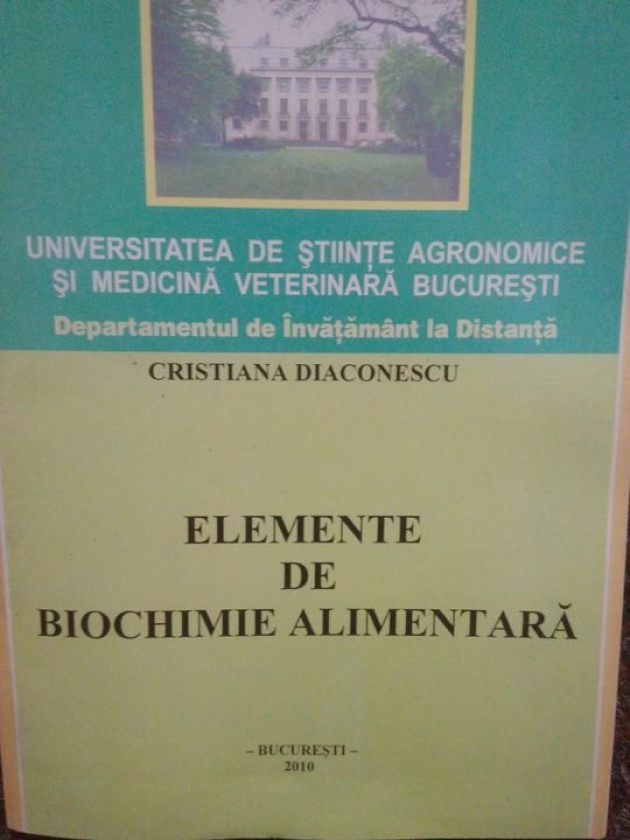 UNIVERSITATEA DE ŞTIINŢE AGRONOMICE
ŞI MEDICINĂ VETERINARĂ BUCUREŞTI
Departamentul de Învăţământ la Distanţă
CRISTIANA DIACONESCU
ELEMENTE
DE
BIOCHIMIE ALIMENTARĂ
– BUCUREŞTI –
2010